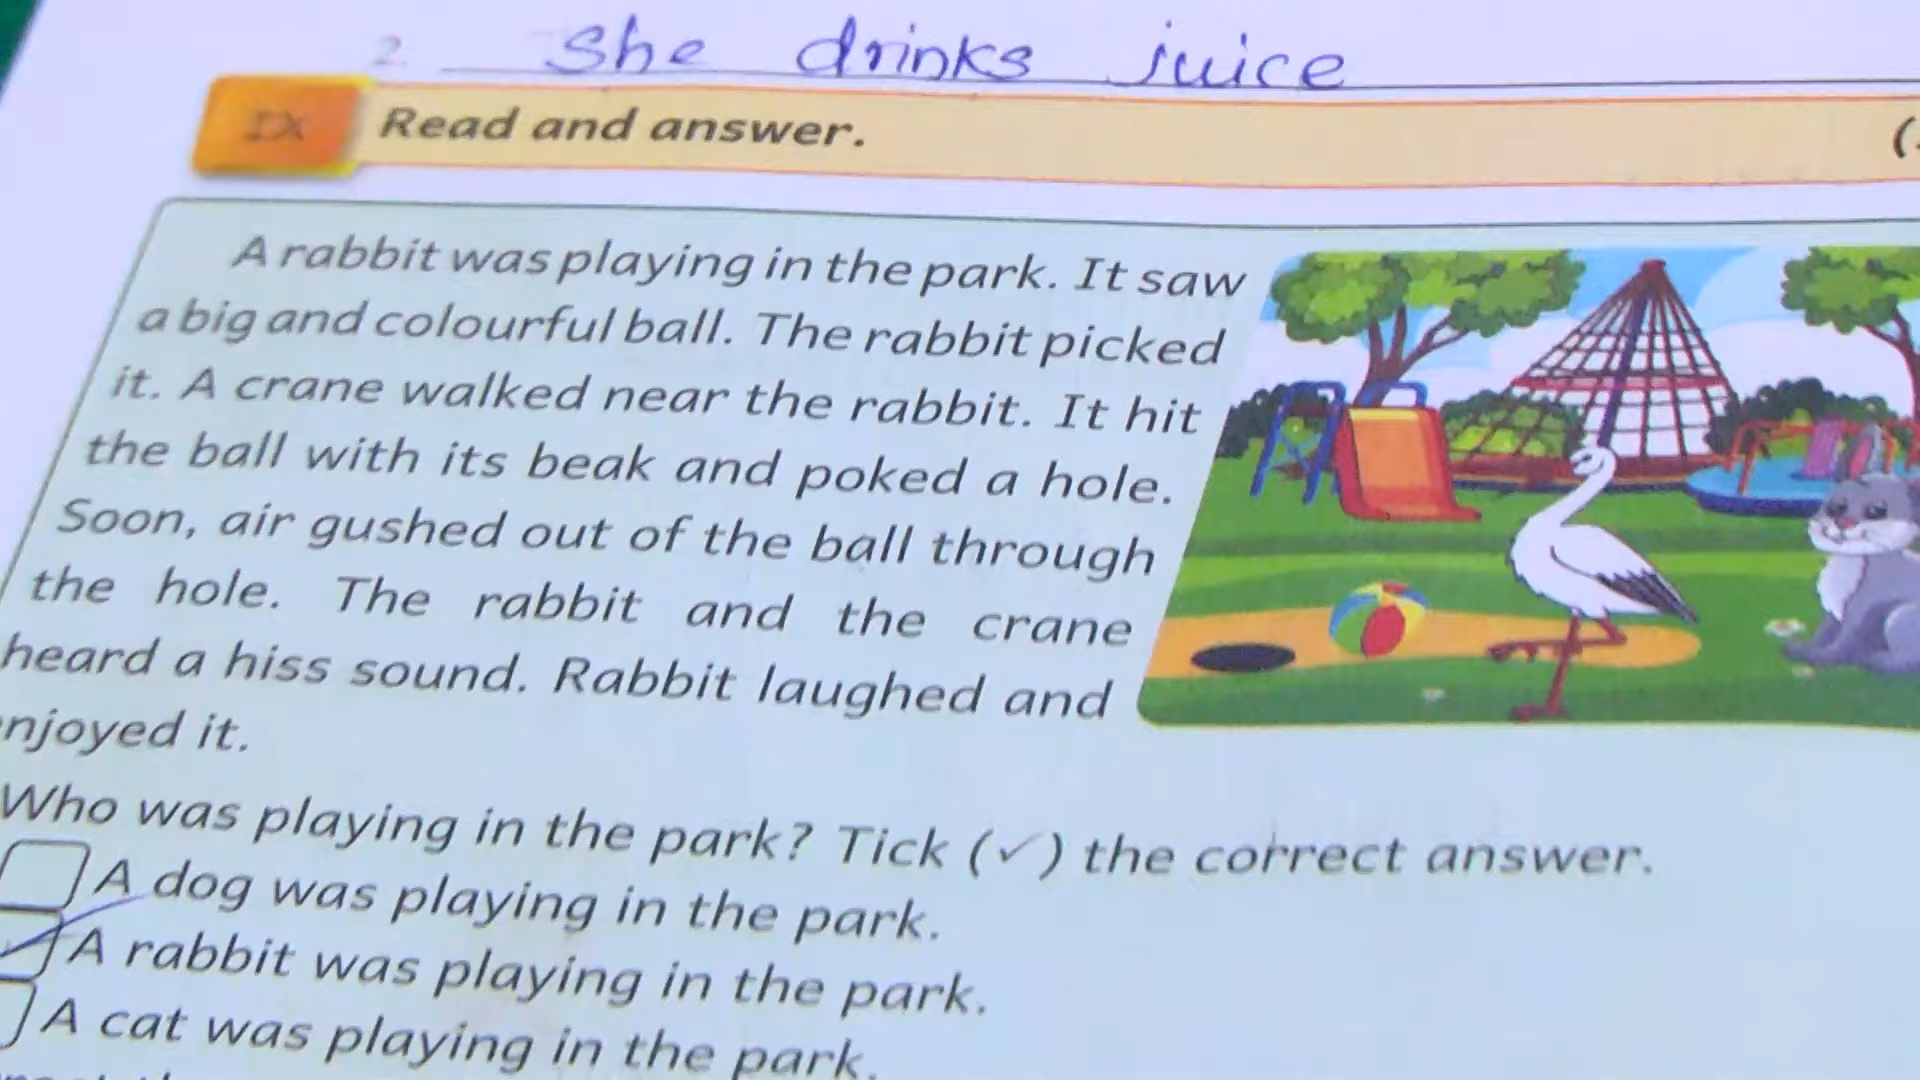 2. She drinks juice
IX Read and answer.
A rabbit was playing in the park. It saw
a big and colourful ball. The rabbit picked
it. A crane walked near the rabbit. It hit
the ball with its beak and poked a hole.
Soon, air gushed out of the ball through
the hole. The rabbit and the crane
heard a hiss sound. Rabbit laughed and
njoyed it.
Who was playing in the park? Tick (✓) the correct answer.
A dog was playing in the park.
A rabbit was playing in the park.
A cat was playing in the park.